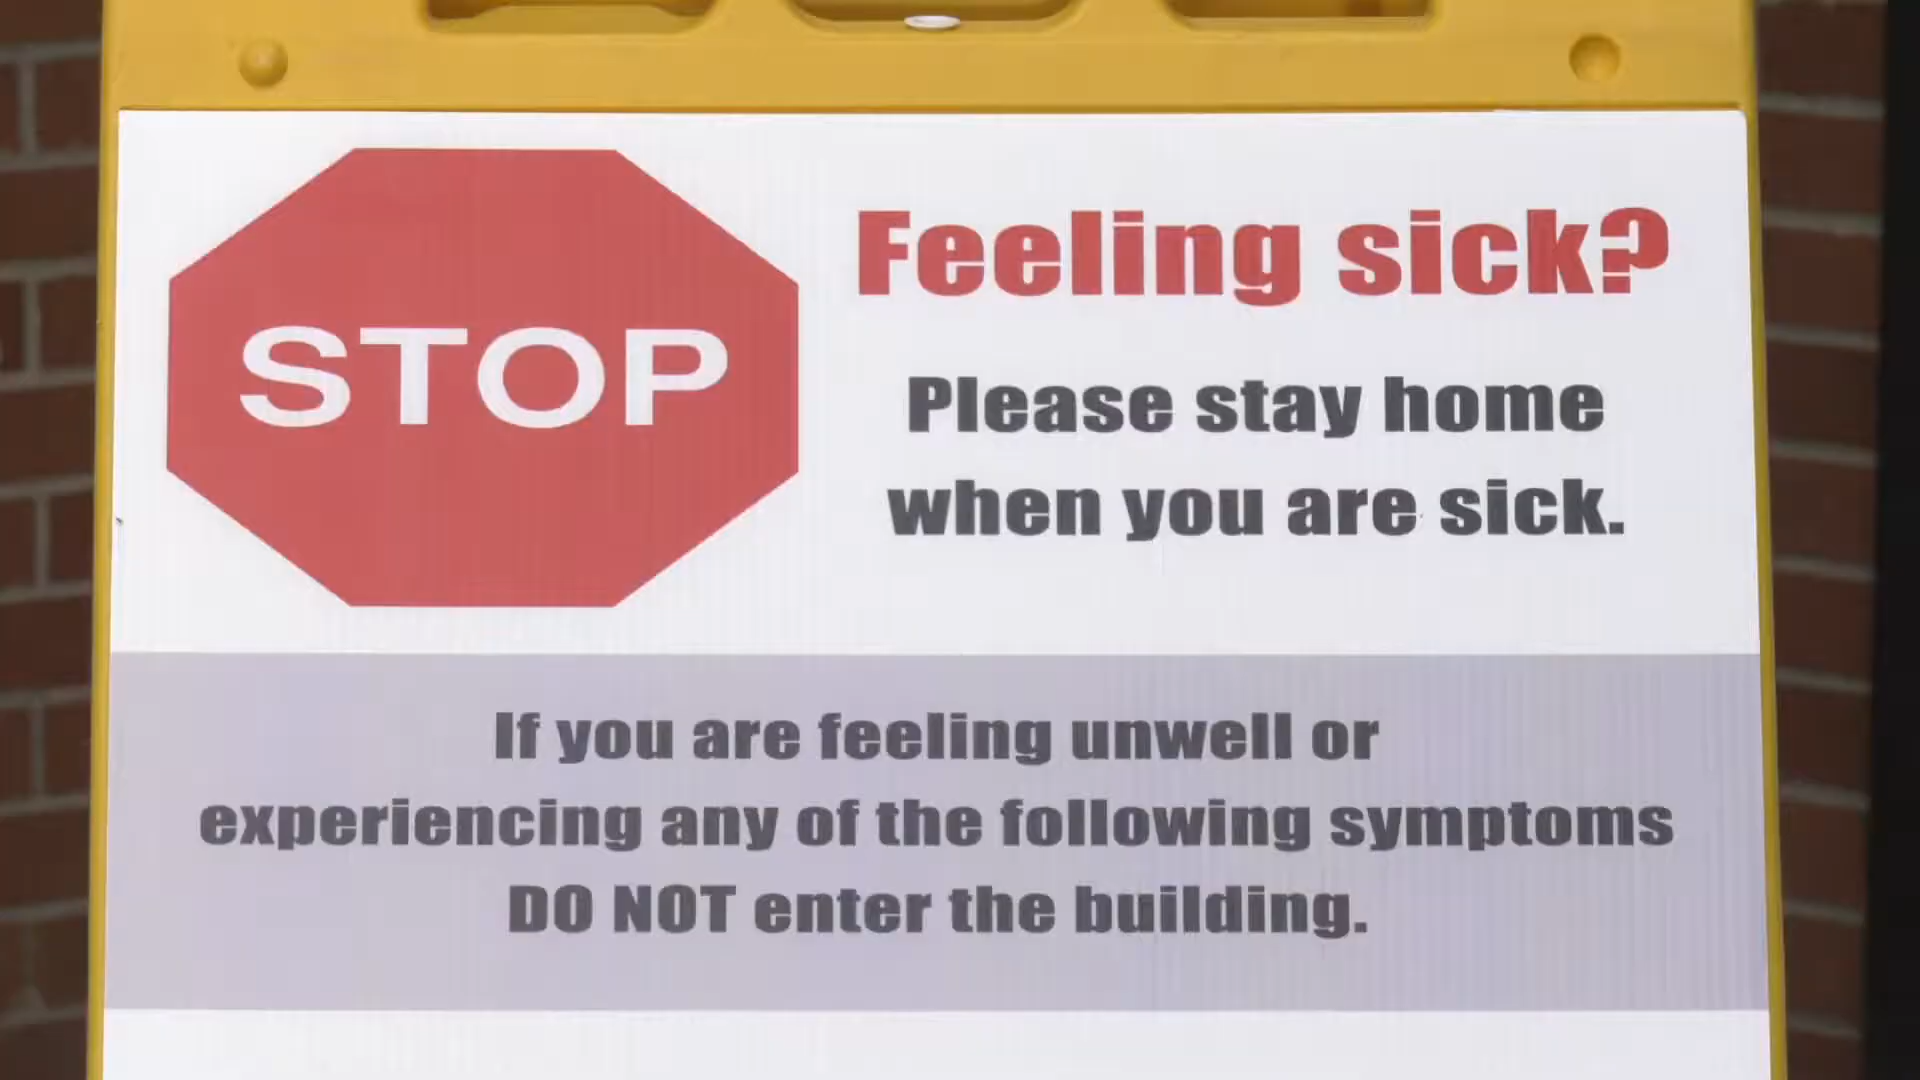 STOP
Feeling sick?
Please stay home
when you are sick.
If you are feeling unwell or
experiencing any of the following symptoms
DO NOT enter the building.